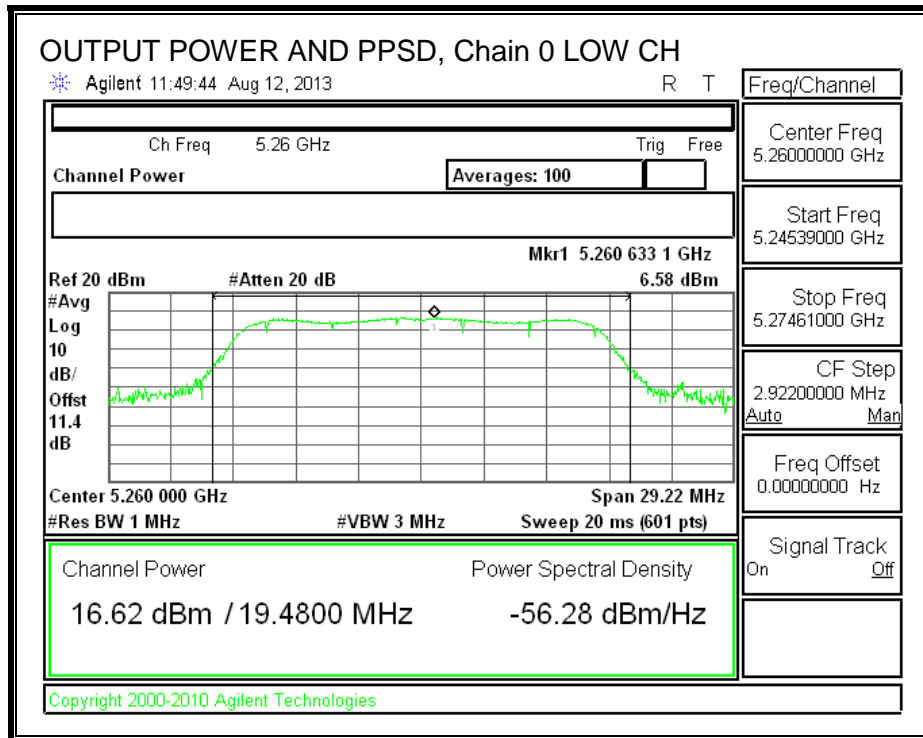 OUTPUT POWER AND PPSD, Chain 0 LOW CH
Agilent 11:49:44 Aug 12, 2013 R T
Ch Freq 5.26 GHz Trig Free
Channel Power Averages: 100
Mkr1 5.260 633 1 GHz
Ref 20 dBm #Atten 20 dB 6.58 dBm
#Avg
Log
10
dB/
Offst
11.4
dB
1
Center 5.260 000 GHz Span 29.22 MHz
#Res BW 1 MHz #VBW 3 MHz Sweep 20 ms (601 pts)
Channel Power Power Spectral Density
16.62 dBm / 19.4800 MHz -56.28 dBm/Hz
Copyright 2000-2010 Agilent Technologies
Freq/Channel
Center Freq
5.26000000 GHz
Start Freq
5.24539000 GHz
Stop Freq
5.27461000 GHz
CF Step
2.92200000 MHz
Auto Man
Freq Offset
0.00000000 Hz
Signal Track
On Off